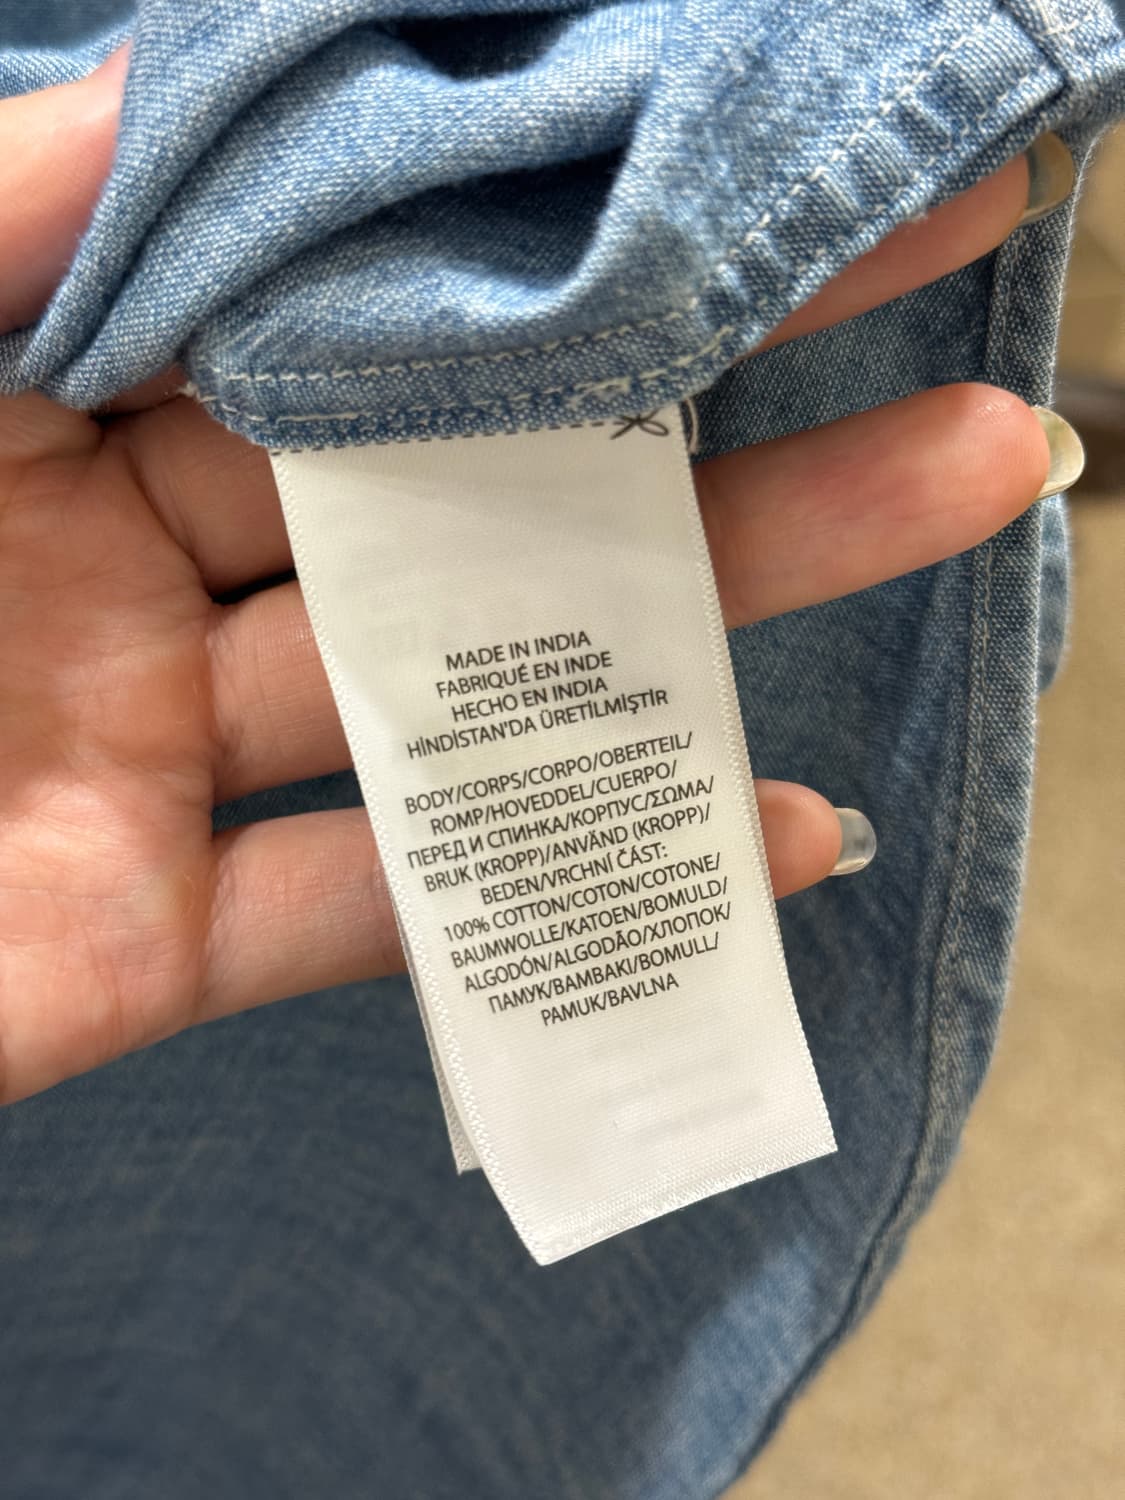 MADE IN INDIA
FABRIQUÉ EN INDE
HECHO EN INDIA
HİNDİSTAN'DA ÜRETİLMİŞTİR
BODY/CORPS/CORPO/OBERTEIL/
ROMP/HOVEDDEL/CUERPO/
ПЕРЕД И СПИНКА/КОРПУС/ΣΩΜΑ/
BRUK (KROPP)/ANVÄND (KROPP)/
BEDEN/VRCHNÍ ČÁST:
100% COTTON/COTON/COTONE/
BAUMWOLLE/KATOEN/BOMULD/
ALGODÓN/ALGODÃO/ХЛОПОК/
ПАМУК/ΒΑΜΒΑΚΙ/BOMULL/
PAMUK/BAVLNA